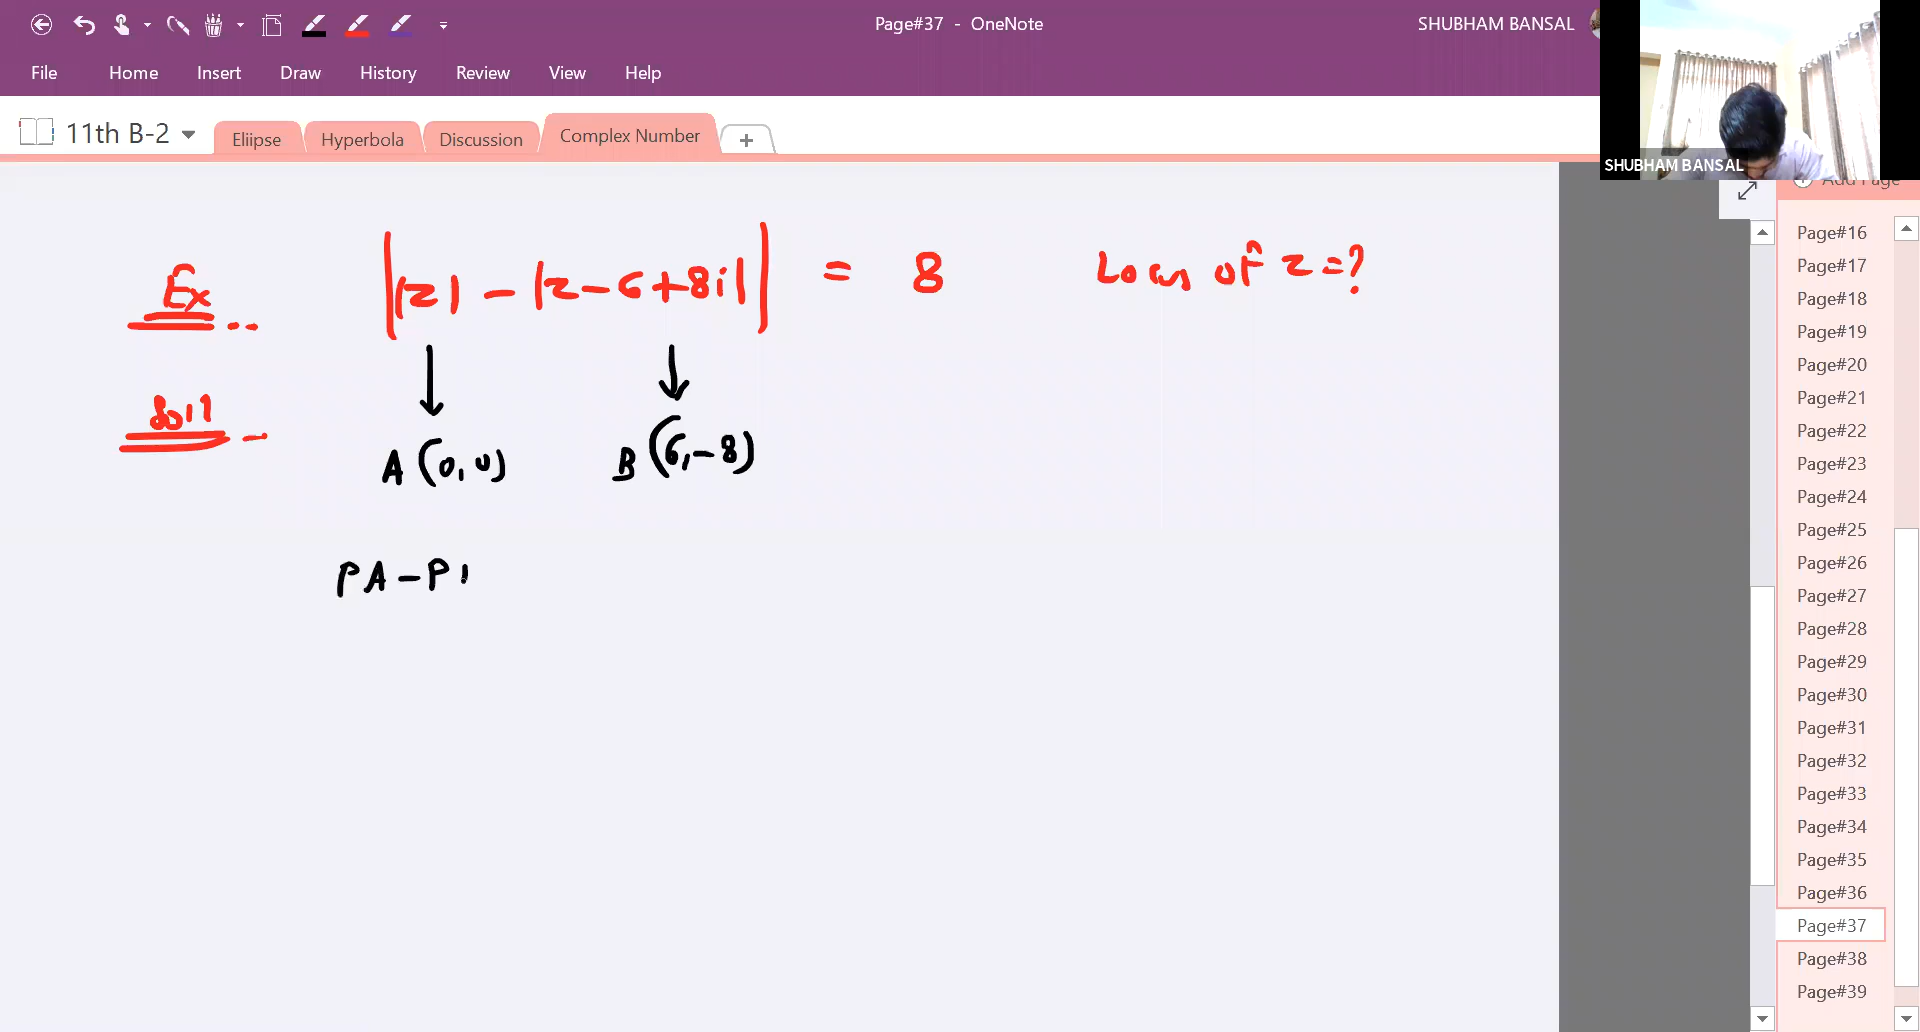 Page#37 - OneNote
SHUBHAM BANSAL
File Home Insert Draw History Review View Help
11th B-2
Eliipse
Hyperbola
Discussion
Complex Number
SHUBHAM BANSAL
Add Page
Ex
||z| - |z-6+8i|| = 8
Locus of z=?
Sol
A(0,0)
B(6,-8)
PA-P
Page#16
Page#17
Page#18
Page#19
Page#20
Page#21
Page#22
Page#23
Page#24
Page#25
Page#26
Page#27
Page#28
Page#29
Page#30
Page#31
Page#32
Page#33
Page#34
Page#35
Page#36
Page#37
Page#38
Page#39